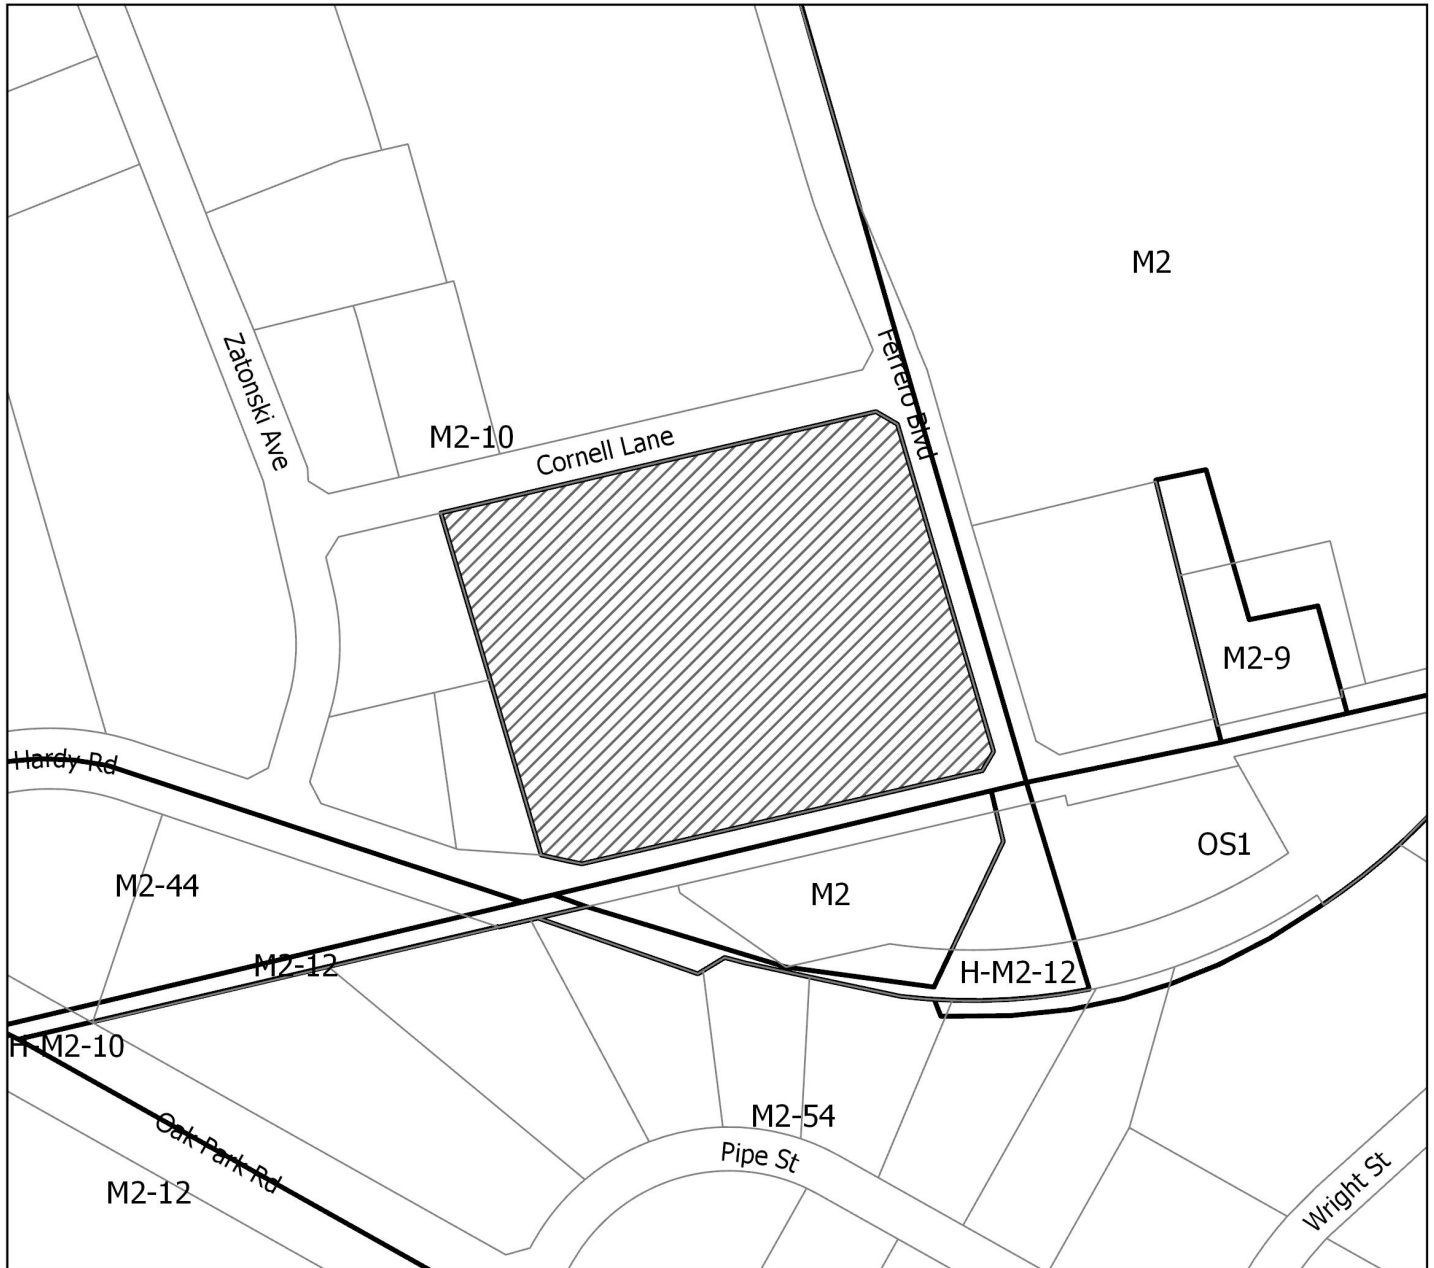 M2
Zatonski Ave
Ferrero Blvd
M2-10
Cornell Lane
M2-9
Hardy Rd
OS1
M2-44
M2
M2-12
H-M2-12
H-M2-10
M2-54
Oak Park Rd
Pipe St
M2-12
Wright St